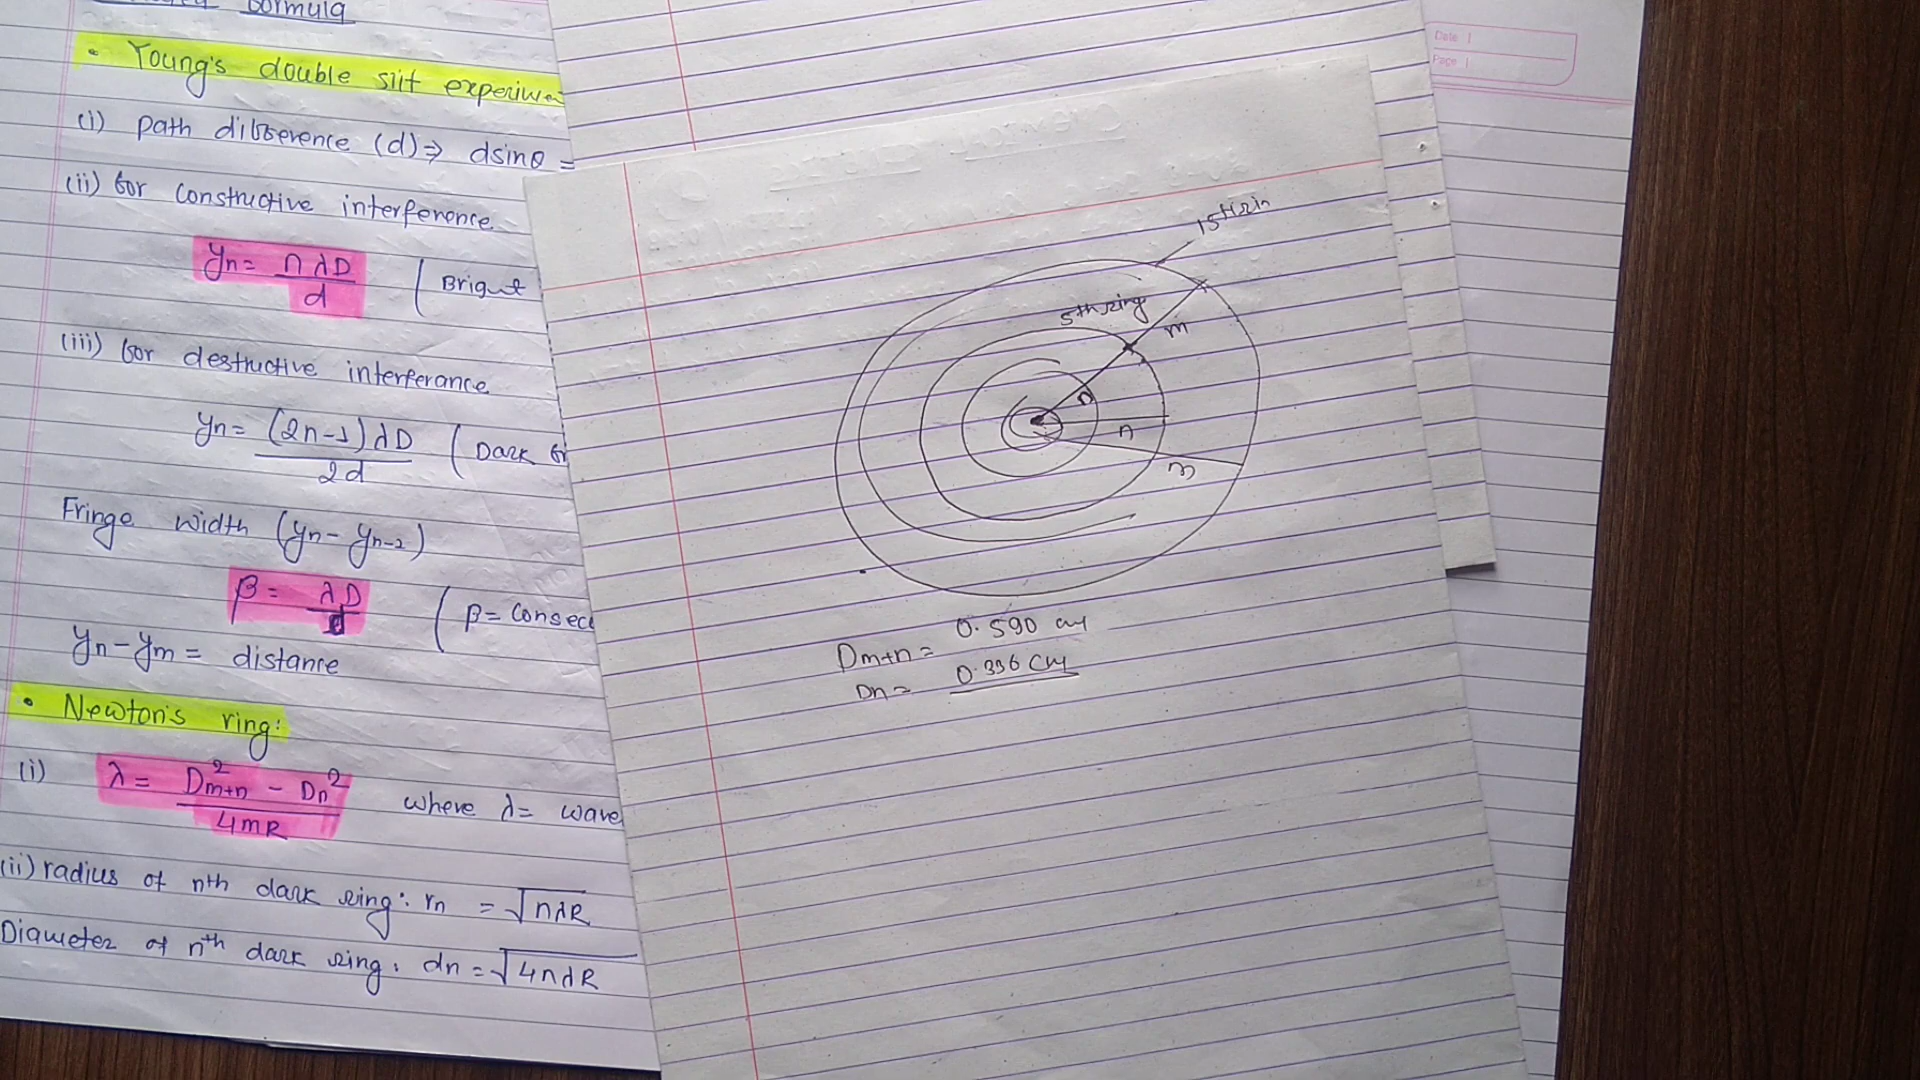 formula
• Young's double slit
(i) path difference (d) ⇒ dsinθ =
(ii) for constructive interference
yn = nλD / d ( Bright
(iii) for destructive interferance
yn = (2n-1)λD / 2d ( Dark
Fringe width (yn - yn-2)
β = λD / d ( β = Consec
yn - ym = distance
• Newton's ring:
(i) λ = D²m+n - Dn² / 4mR where λ = wave
(ii) radius of nth dark ring: rn = √nλR
Diameter of nth dark ring: dn = √4nλR
Date
Page
5th ring
m
n
n
m
Dm+n = 0.590 cm
Dn = 0.336 cm